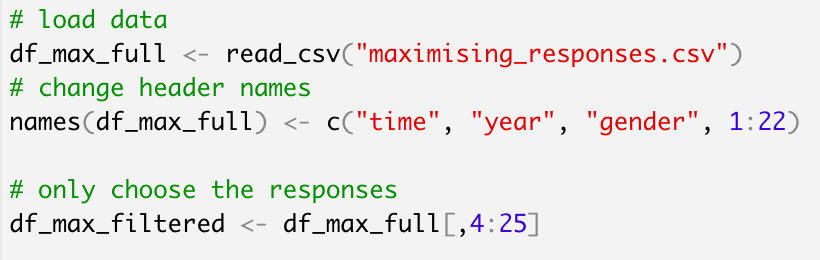 # load data
df_max_full <- read_csv("maximising_responses.csv")
# change header names
names(df_max_full) <- c("time", "year", "gender", 1:22)
# only choose the responses
df_max_filtered <- df_max_full[,4:25]